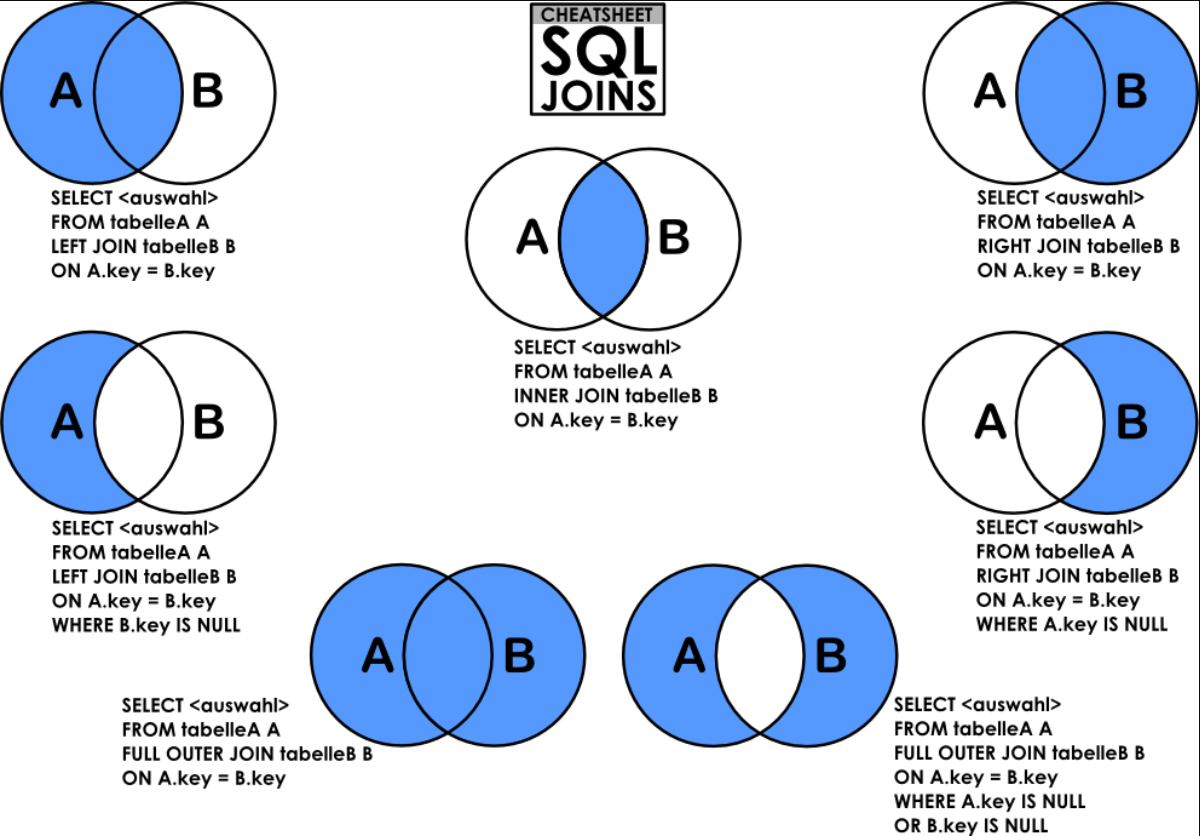 CHEATSHEET
SQL
JOINS
A B
SELECT <auswahl>
FROM tabelleA A
LEFT JOIN tabelleB B
ON A.key = B.key
A B
SELECT <auswahl>
FROM tabelleA A
INNER JOIN tabelleB B
ON A.key = B.key
A B
SELECT <auswahl>
FROM tabelleA A
RIGHT JOIN tabelleB B
ON A.key = B.key
A B
SELECT <auswahl>
FROM tabelleA A
LEFT JOIN tabelleB B
ON A.key = B.key
WHERE B.key IS NULL
A B
SELECT <auswahl>
FROM tabelleA A
RIGHT JOIN tabelleB B
ON A.key = B.key
WHERE A.key IS NULL
A B
SELECT <auswahl>
FROM tabelleA A
FULL OUTER JOIN tabelleB B
ON A.key = B.key
A B
SELECT <auswahl>
FROM tabelleA A
FULL OUTER JOIN tabelleB B
ON A.key = B.key
WHERE A.key IS NULL
OR B.key IS NULL